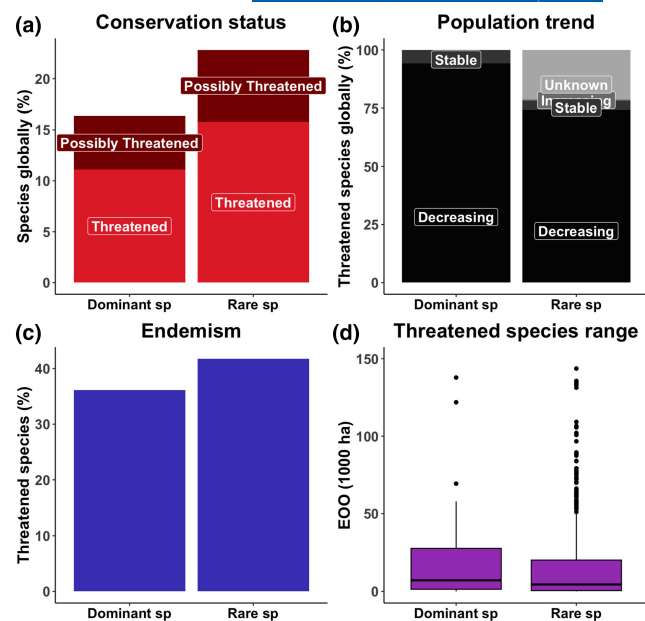 (a) Conservation status
Species globally (%)
20
15
10
5
0
Possibly Threatened
Possibly Threatened
Threatened
Threatened
Dominant sp Rare sp
(b) Population trend
Threatened species globally (%)
100
75
50
25
0
Stable
Unknown
Increasing
Stable
Decreasing
Decreasing
Dominant sp Rare sp
(c) Endemism
Threatened species (%)
40
30
20
10
0
Dominant sp Rare sp
(d) Threatened species range
EOO (1000 ha)
150
100
50
0
Dominant sp Rare sp